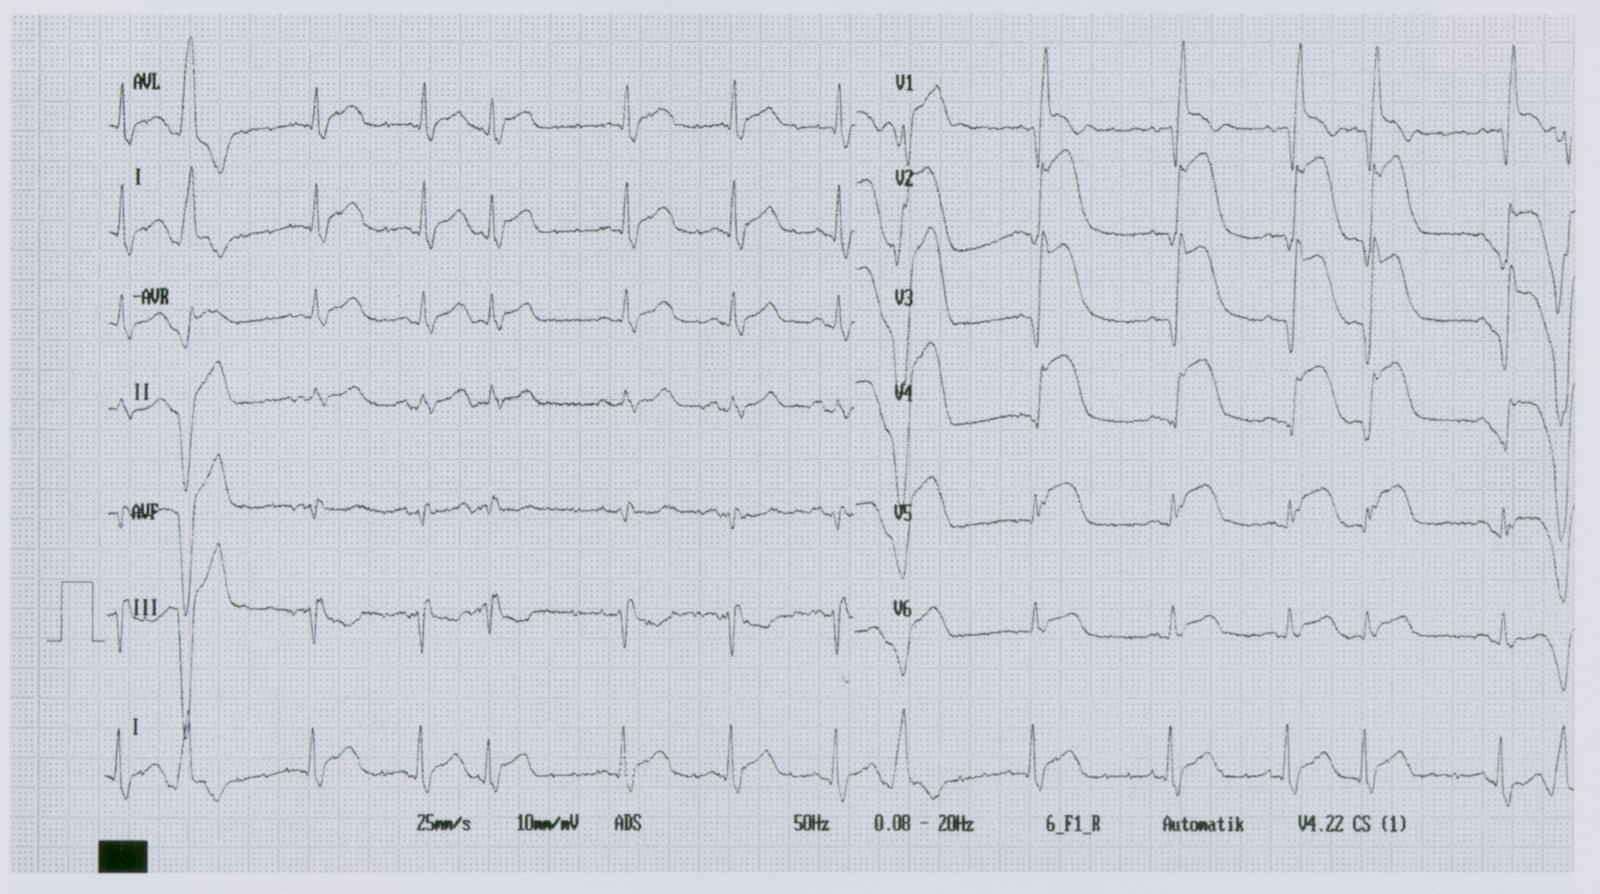 AVL
I
-AVR
II
AVF
III
I
V1
V2
V3
V4
V5
V6
25mm/s 10mm/mV ADS 50Hz 0.08 - 20Hz 6_F1_R Automatik V4.22 CS (1)